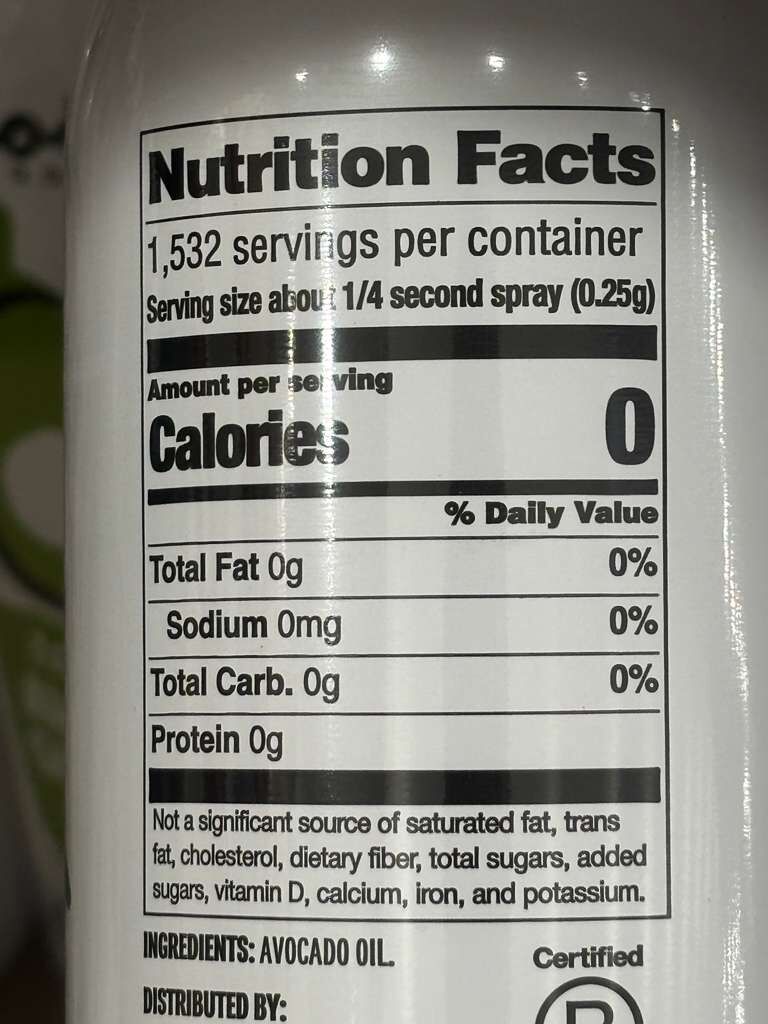 Nutrition Facts
1,532 servings per container
Serving size about 1/4 second spray (0.25g)
Amount per serving
Calories 0
% Daily Value
Total Fat 0g 0%
Sodium 0mg 0%
Total Carb. 0g 0%
Protein 0g
Not a significant source of saturated fat, trans
fat, cholesterol, dietary fiber, total sugars, added
sugars, vitamin D, calcium, iron, and potassium.
INGREDIENTS: AVOCADO OIL.
Certified
DISTRIBUTED BY: